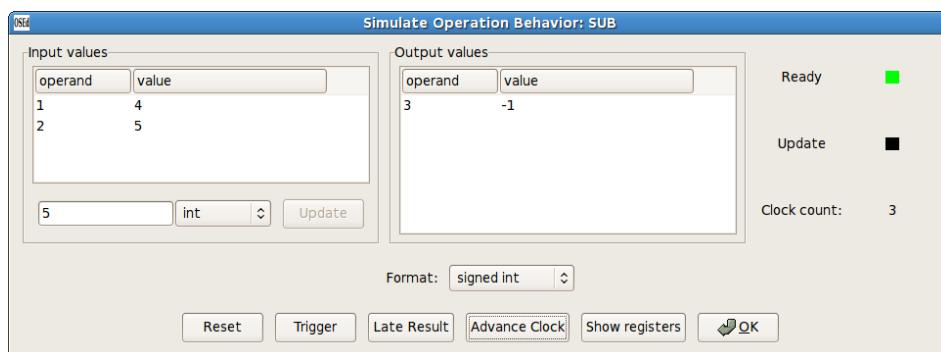 OSEd
Simulate Operation Behavior: SUB
Input values
operand value
1 4
2 5
5 int Update
Output values
operand value
3 -1
Ready
Update
Clock count: 3
Format: signed int
Reset Trigger Late Result Advance Clock Show registers OK